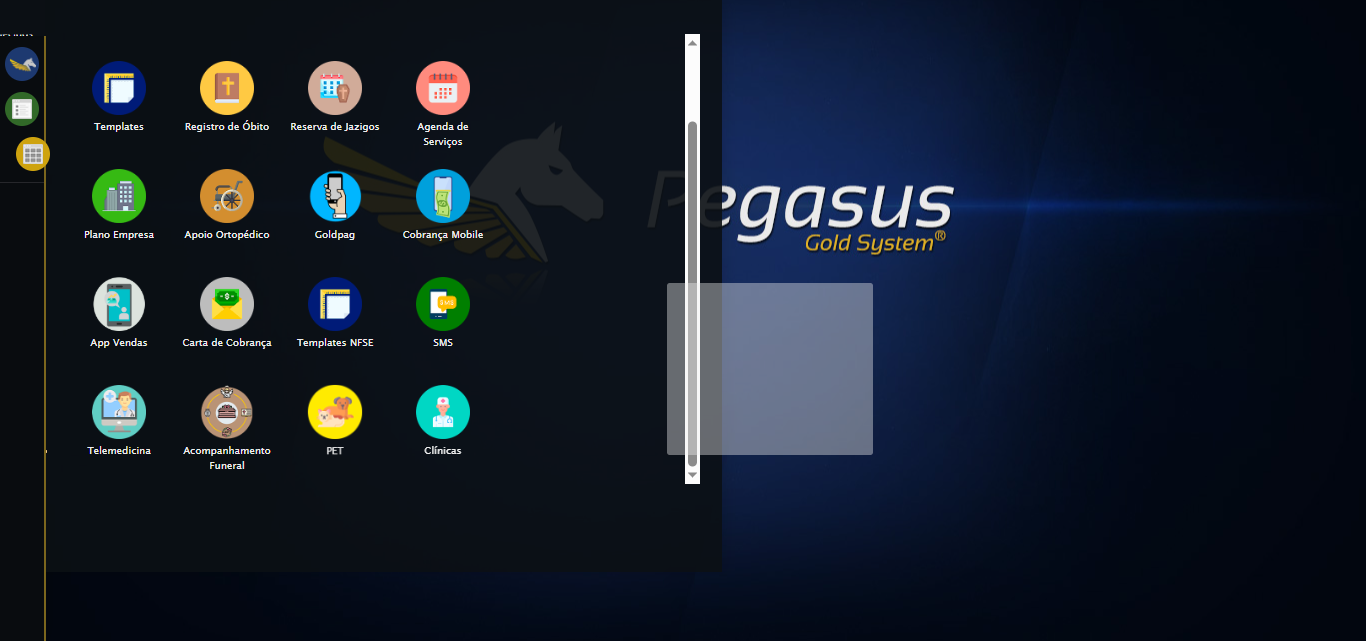 Templates
Registro de Óbito
Reserva de Jazigos
Agenda de
Serviços
Pegasus
Gold System®
Plano Empresa
Apoio Ortopédico
Goldpag
Cobrança Mobile
App Vendas
Carta de Cobrança
Templates NFSE
SMS
SMS
Telemedicina
Acompanhamento
Funeral
PET
Clínicas